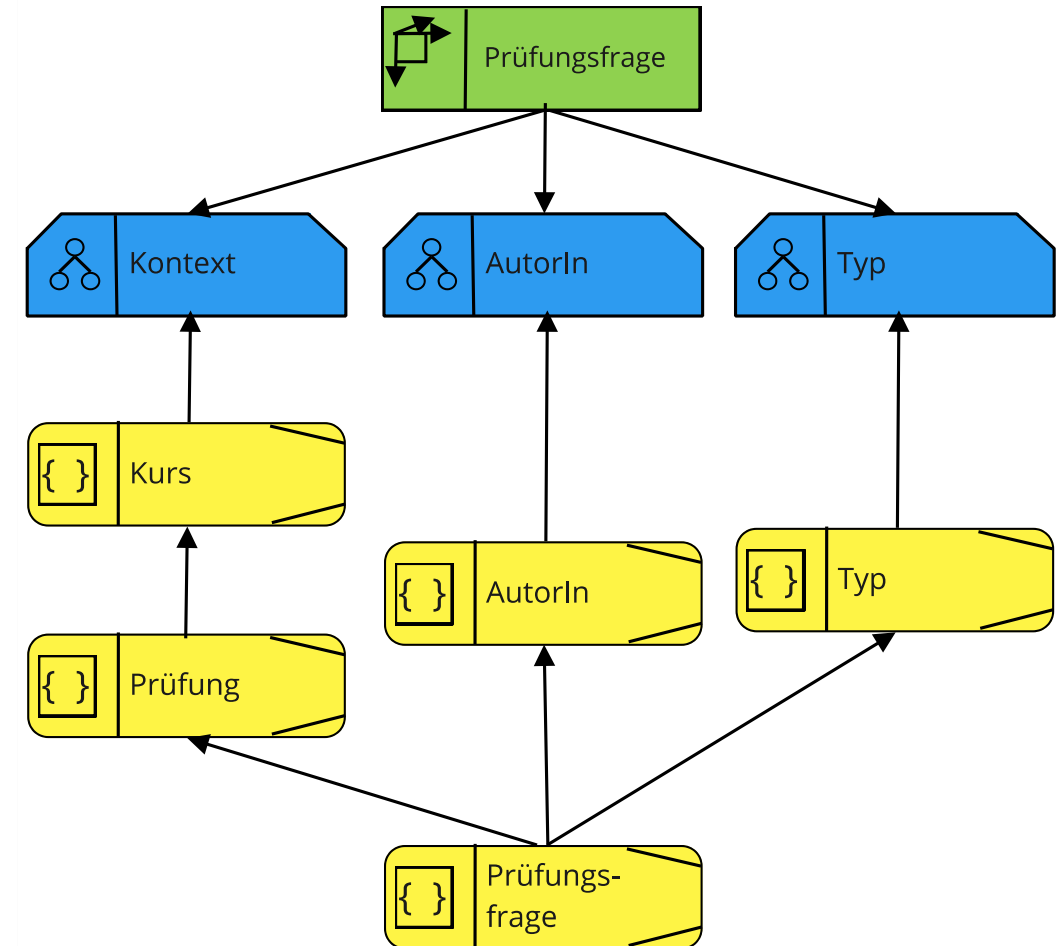 Prüfungsfrage
Kontext
AutorIn
Typ
{ } Kurs
{ } AutorIn
{ } Typ
{ } Prüfung
{ } Prüfungs-
frage